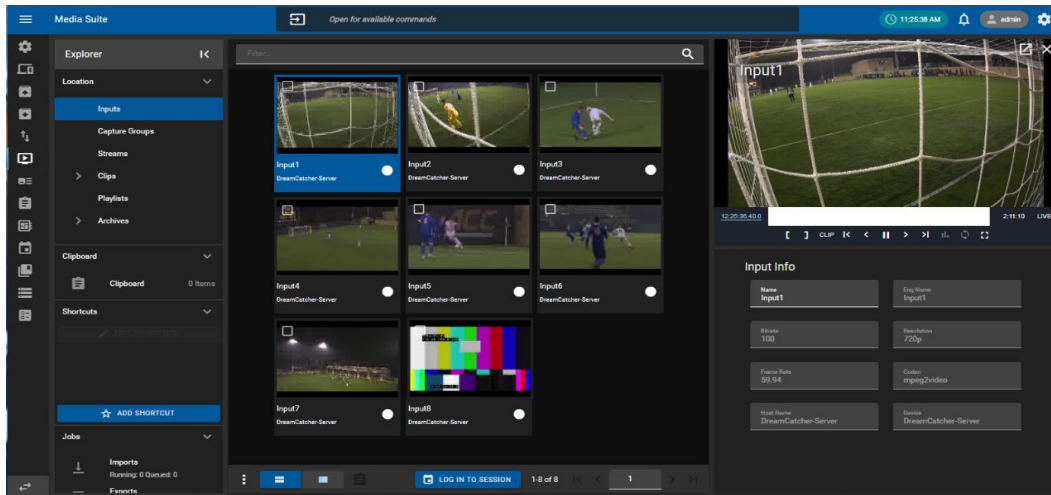 Media Suite
Open for available commands
11:25:38 AM
admin
Explorer
Location
Inputs
Capture Groups
Streams
Clips
Playlists
Archives
Clipboard
Clipboard 0 Items
Shortcuts
ADD SHORTCUT
Jobs
Imports
Running: 0 Queued: 0
Exports
Filter...
Input1
DreamCatcher-Server
Input2
DreamCatcher-Server
Input3
DreamCatcher-Server
Input4
DreamCatcher-Server
Input5
DreamCatcher-Server
Input6
DreamCatcher-Server
Input7
DreamCatcher-Server
Input8
DreamCatcher-Server
LOG IN TO SESSION
1-8 of 8
1
Input1
12:25:36.40.0
2:11:10 LIVE
CLIP
Input Info
Name
Input1
Eng Name
Input1
Bitrate
100
Resolution
720p
Frame Rate
59.94
Codec
mpeg2video
Host Name
DreamCatcher-Server
Device
DreamCatcher-Server